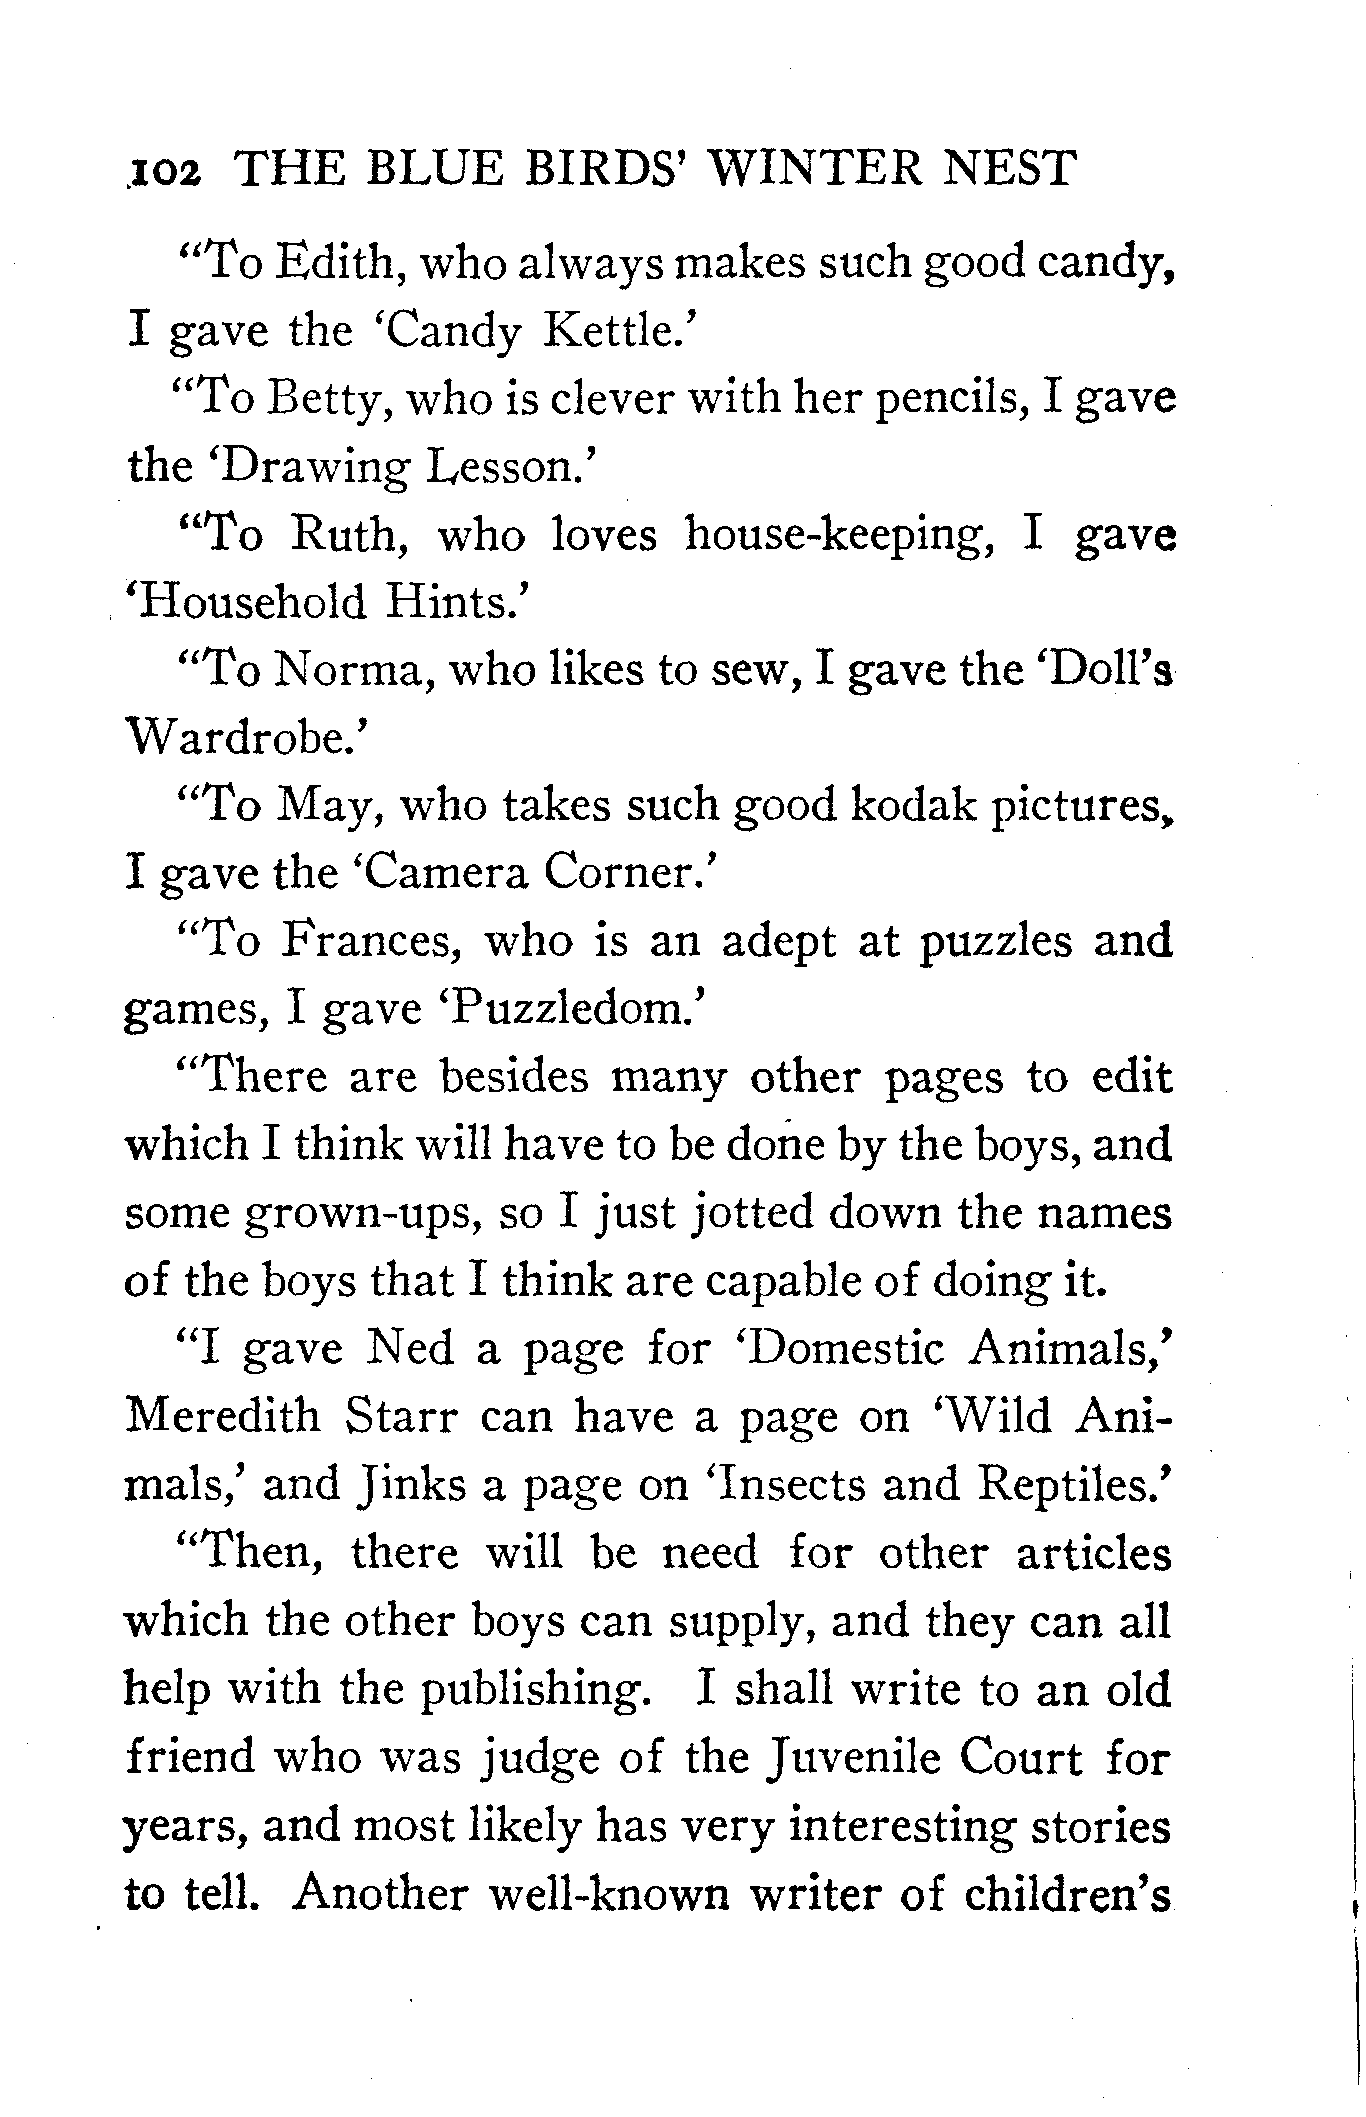 102 THE BLUE BIRDS' WINTER NEST
"To Edith, who always makes such good candy,
I gave the 'Candy Kettle.'
"To Betty, who is clever with her pencils, I gave
the 'Drawing Lesson.'
"To Ruth, who loves house-keeping, I gave
'Household Hints.'
"To Norma, who likes to sew, I gave the 'Doll's
Wardrobe.'
"To May, who takes such good kodak pictures,
I gave the 'Camera Corner.'
"To Frances, who is an adept at puzzles and
games, I gave 'Puzzledom.'
"There are besides many other pages to edit
which I think will have to be done by the boys, and
some grown-ups, so I just jotted down the names
of the boys that I think are capable of doing it.
"I gave Ned a page for 'Domestic Animals,'
Meredith Starr can have a page on 'Wild Ani-
mals,' and Jinks a page on 'Insects and Reptiles.'
"Then, there will be need for other articles
which the other boys can supply, and they can all
help with the publishing. I shall write to an old
friend who was judge of the Juvenile Court for
years, and most likely has very interesting stories
to tell. Another well-known writer of children's